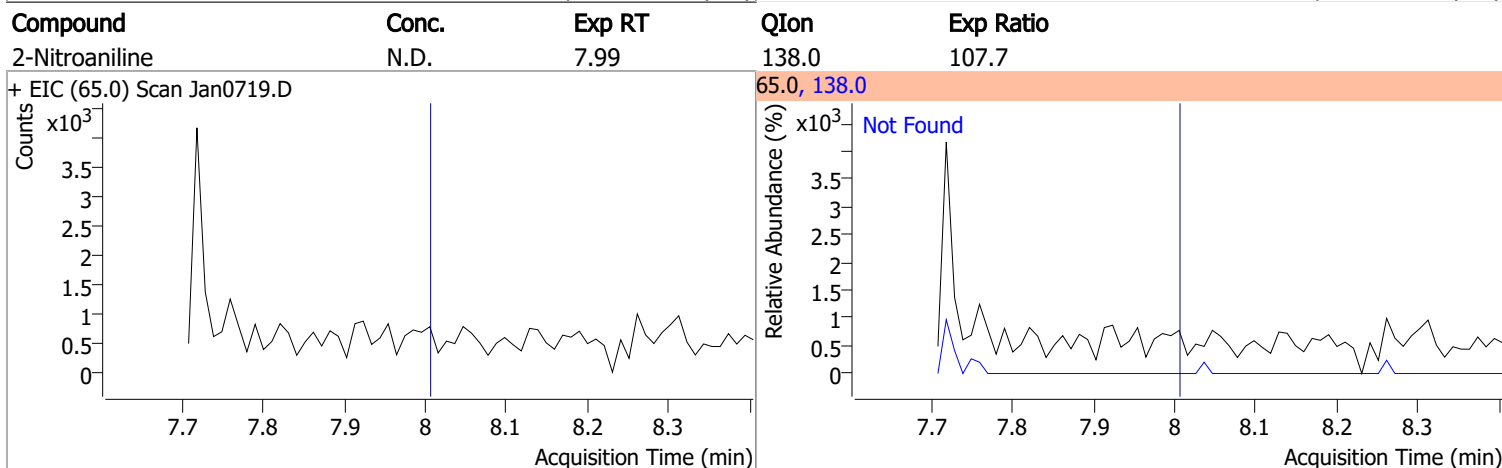 Compound Conc. Exp RT QIon Exp Ratio
2-Nitroaniline N.D. 7.99 138.0 107.7
+ EIC (65.0) Scan Jan0719.D
Counts
x10³
3.5
3
2.5
2
1.5
1
0.5
0
7.7 7.8 7.9 8 8.1 8.2 8.3
Acquisition Time (min)
65.0, 138.0
Relative Abundance (%)
x10³
Not Found
3.5
3
2.5
2
1.5
1
0.5
0
7.7 7.8 7.9 8 8.1 8.2 8.3
Acquisition Time (min)